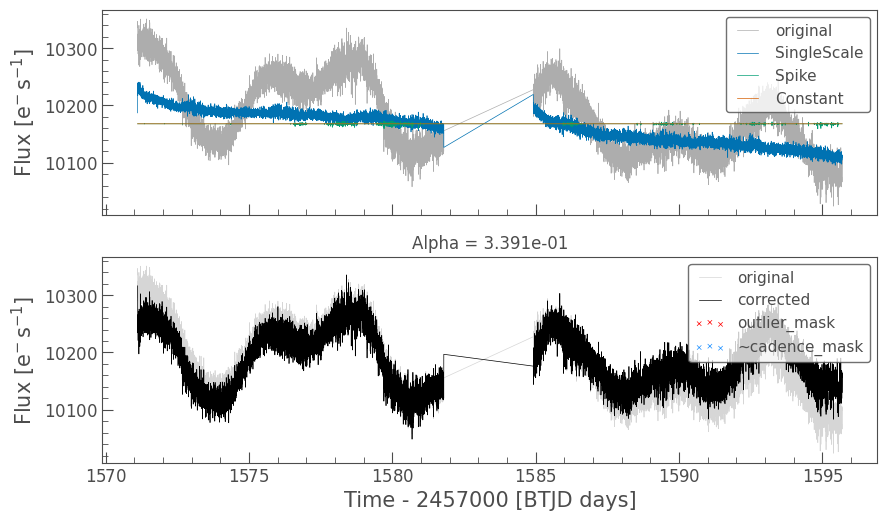 10300
10200
10100
Flux [e⁻ s⁻¹]
original
SingleScale
Spike
Constant
Alpha = 3.391e-01
10300
10200
10100
Flux [e⁻ s⁻¹]
original
corrected
outlier_mask
~cadence_mask
1570 1575 1580 1585 1590 1595
Time - 2457000 [BTJD days]